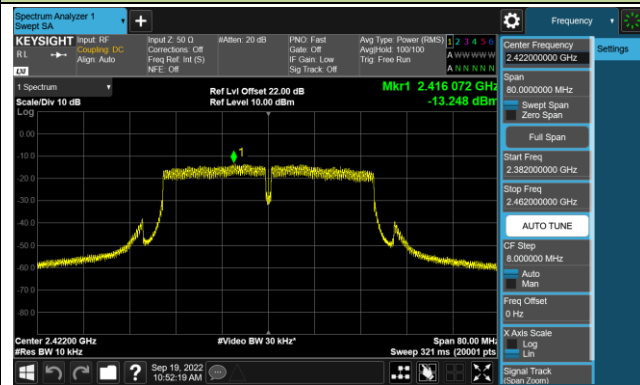 Spectrum Analyzer 1
Swept SA
+
Frequency
KEYSIGHT
RL
LXI
Input: RF
Coupling: DC
Align: Auto
Input Z: 50 Ω
Corrections: Off
Freq Ref: Int (S)
NFE: Off
#Atten: 20 dB
PNO: Fast
Gate: Off
IF Gain: Low
Sig Track: Off
Avg Type: Power (RMS)
Avg|Hold: 100/100
Trig: Free Run
1 2 3 4 5 6
A W W W W W
A N N N N N
1 Spectrum
Scale/Div 10 dB
Ref Lvl Offset 22.00 dB
Ref Level 10.00 dBm
Mkr1 2.416 072 GHz
-13.248 dBm
Log
0.00
-10.0
-20.0
-30.0
-40.0
-50.0
-60.0
-70.0
-80.0
1
Center 2.42200 GHz
#Res BW 10 kHz
#Video BW 30 kHz*
Span 80.00 MHz
Sweep 321 ms (20001 pts
Center Frequency
2.422000000 GHz
Settings
Span
80.0000000 MHz
Swept Span
Zero Span
Full Span
Start Freq
2.382000000 GHz
Stop Freq
2.462000000 GHz
AUTO TUNE
CF Step
8.000000 MHz
Auto
Man
Freq Offset
0 Hz
X Axis Scale
Log
Lin
Signal Track
(Span Zoom)
?
Sep 19, 2022
10:52:19 AM